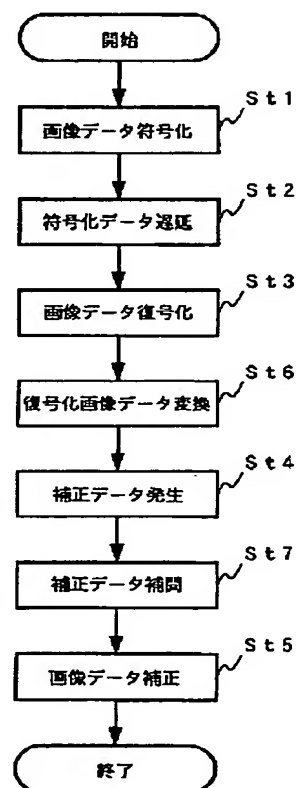 開始
St1
画像データ符号化
St2
符号化データ遅延
St3
画像データ復号化
St6
復号化画像データ変換
St4
補正データ発生
St7
補正データ補間
St5
画像データ補正
終了